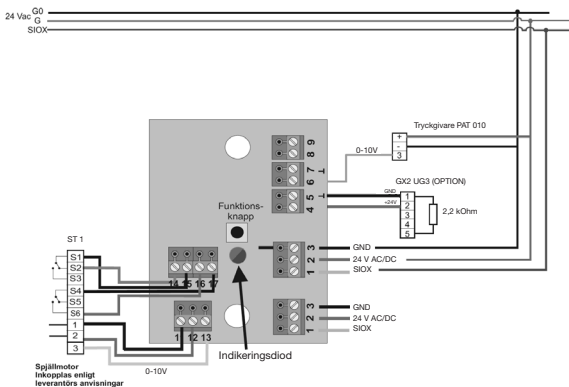 24 Vac
G0
G
SIOX
Tryckgivare PAT 010
+
-
3
0-10V
GX2 UG3 (OPTION)
GND
+24V
1
2
3
4
5
2,2 kOhm
9
8
7
6
5
4
⊥
⊥
Funktions-
knapp
3
2
1
GND
24 V AC/DC
SIOX
3
2
1
GND
24 V AC/DC
SIOX
14 15 16 17
1 12 13
Indikeringsdiod
ST 1
S1
S2
S3
S4
S5
S6
1
2
3
0-10V
Spjällmotor
Inkopplas enligt
leverantörs anvisningar